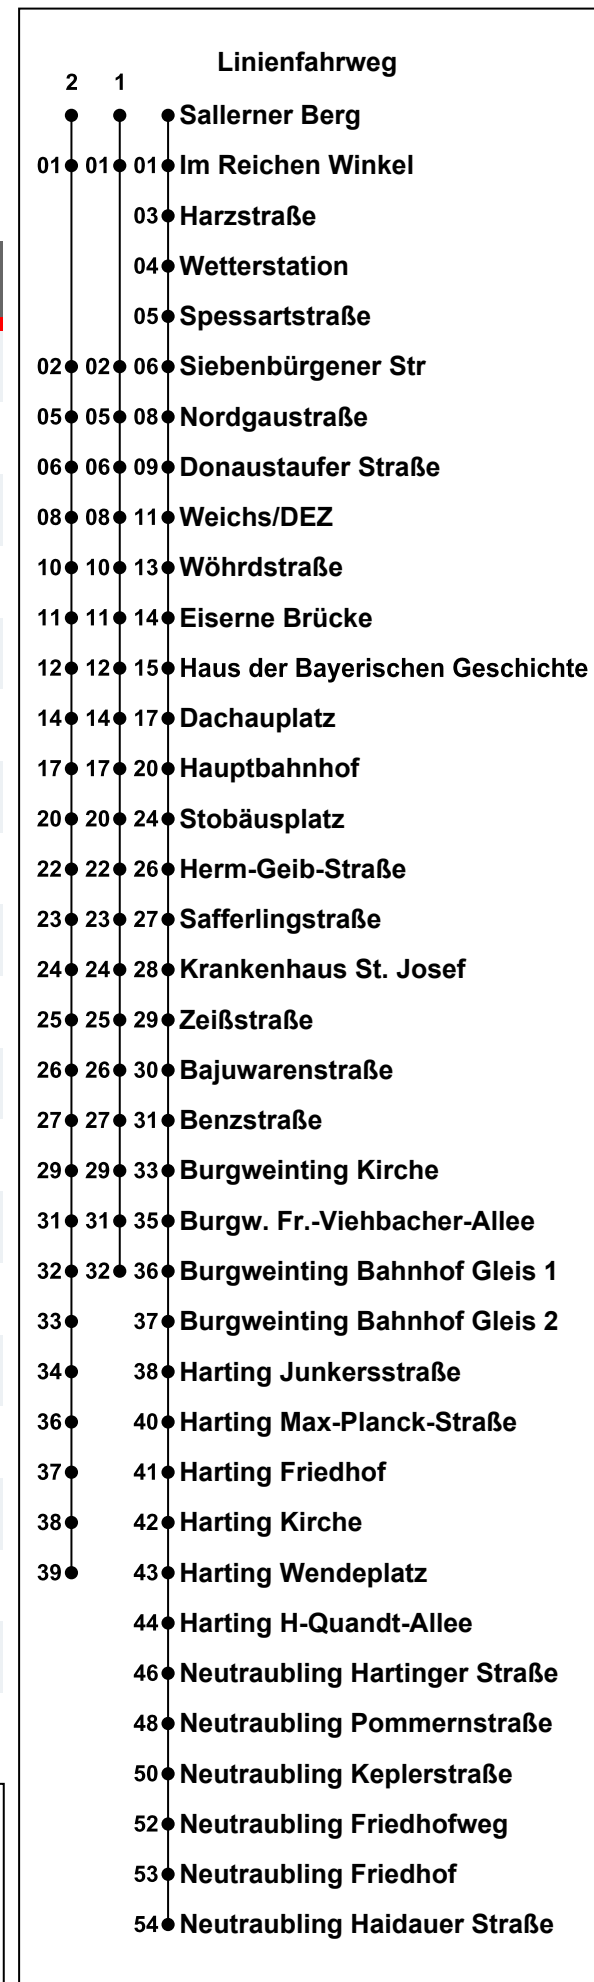 Linienfahrweg
2 1
Sallerner Berg
01 01 01 Im Reichen Winkel
03 Harzstraße
04 Wetterstation
05 Spessartstraße
02 02 06 Siebenbürgener Str
05 05 08 Nordgaustraße
06 06 09 Donaustaufer Straße
08 08 11 Weichs/DEZ
10 10 13 Wöhrdstraße
11 11 14 Eiserne Brücke
12 12 15 Haus der Bayerischen Geschichte
14 14 17 Dachauplatz
17 17 20 Hauptbahnhof
20 20 24 Stobäusplatz
22 22 26 Herm-Geib-Straße
23 23 27 Safferlingstraße
24 24 28 Krankenhaus St. Josef
25 25 29 Zeißstraße
26 26 30 Bajuwarenstraße
27 27 31 Benzstraße
29 29 33 Burgweinting Kirche
31 31 35 Burgw. Fr.-Viehbacher-Allee
32 32 36 Burgweinting Bahnhof Gleis 1
33 37 Burgweinting Bahnhof Gleis 2
34 38 Harting Junkersstraße
36 40 Harting Max-Planck-Straße
37 41 Harting Friedhof
38 42 Harting Kirche
39 43 Harting Wendeplatz
44 Harting H-Quandt-Allee
46 Neutraubling Hartinger Straße
48 Neutraubling Pommernstraße
50 Neutraubling Keplerstraße
52 Neutraubling Friedhofweg
53 Neutraubling Friedhof
54 Neutraubling Haidauer Straße